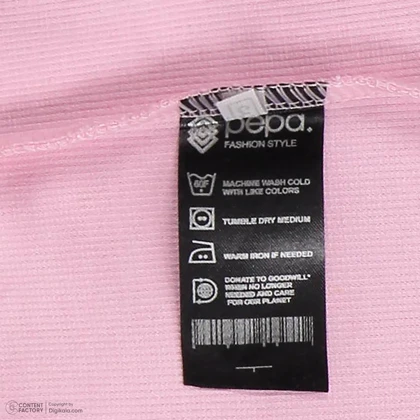 pepa.
FASHION STYLE
60F
MACHINE WASH COLD
WITH LIKE COLORS
TUMBLE DRY MEDIUM
WARM IRON IF NEEDED
DONATE TO GOODWILL
WHEN NO LONGER
NEEDED AND CARE
FOR OUR PLANET
CONTENT
FACTORY
Digikala.com